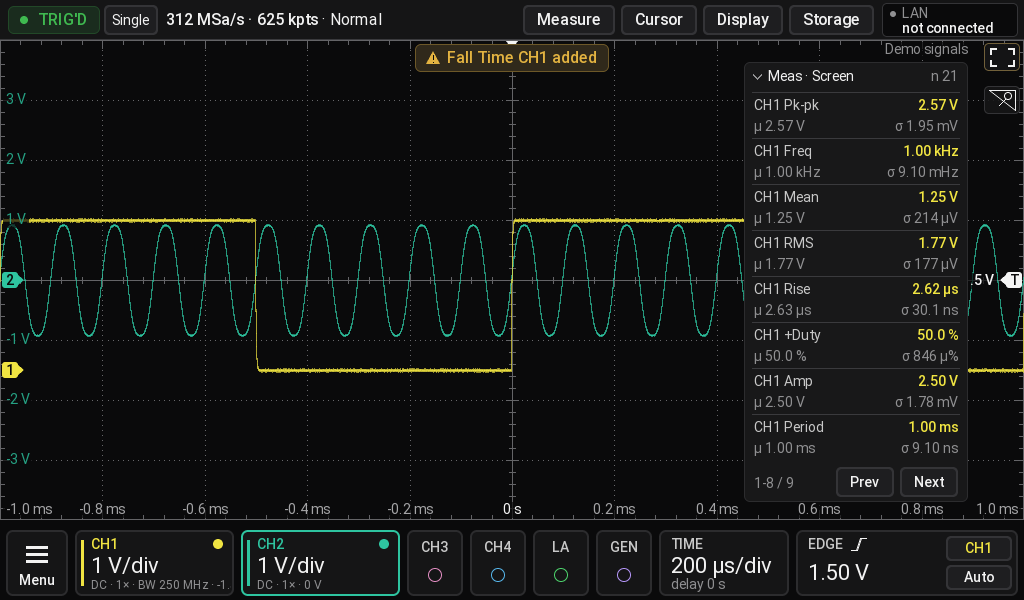 TRIG'D
Single
312 MSa/s · 625 kpts · Normal
Measure
Cursor
Display
Storage
LAN
not connected
Demo signals
Fall Time CH1 added
Meas · Screen
n 21
CH1 Pk-pk
2.57 V
µ 2.57 V
σ 1.95 mV
CH1 Freq
1.00 kHz
µ 1.00 kHz
σ 9.10 mHz
CH1 Mean
1.25 V
µ 1.25 V
σ 214 µV
CH1 RMS
1.77 V
µ 1.77 V
σ 177 µV
CH1 Rise
2.62 µs
µ 2.63 µs
σ 30.1 ns
CH1 +Duty
50.0 %
µ 50.0 %
σ 846 µ%
CH1 Amp
2.50 V
µ 2.50 V
σ 1.78 mV
CH1 Period
1.00 ms
µ 1.00 ms
σ 9.10 ns
1-8 / 9
Prev
Next
3 V
2 V
1 V
2
-1 V
1
-2 V
-3 V
.5 V
T
-1.0 ms
-0.8 ms
-0.6 ms
-0.4 ms
-0.2 ms
0 s
0.2 ms
0.4 ms
0.6 ms
0.8 ms
1.0 ms
Menu
CH1
1 V/div
DC · 1× · BW 250 MHz · -1.
CH2
1 V/div
DC · 1× · 0 V
CH3
CH4
LA
GEN
TIME
200 µs/div
delay 0 s
EDGE
1.50 V
CH1
Auto